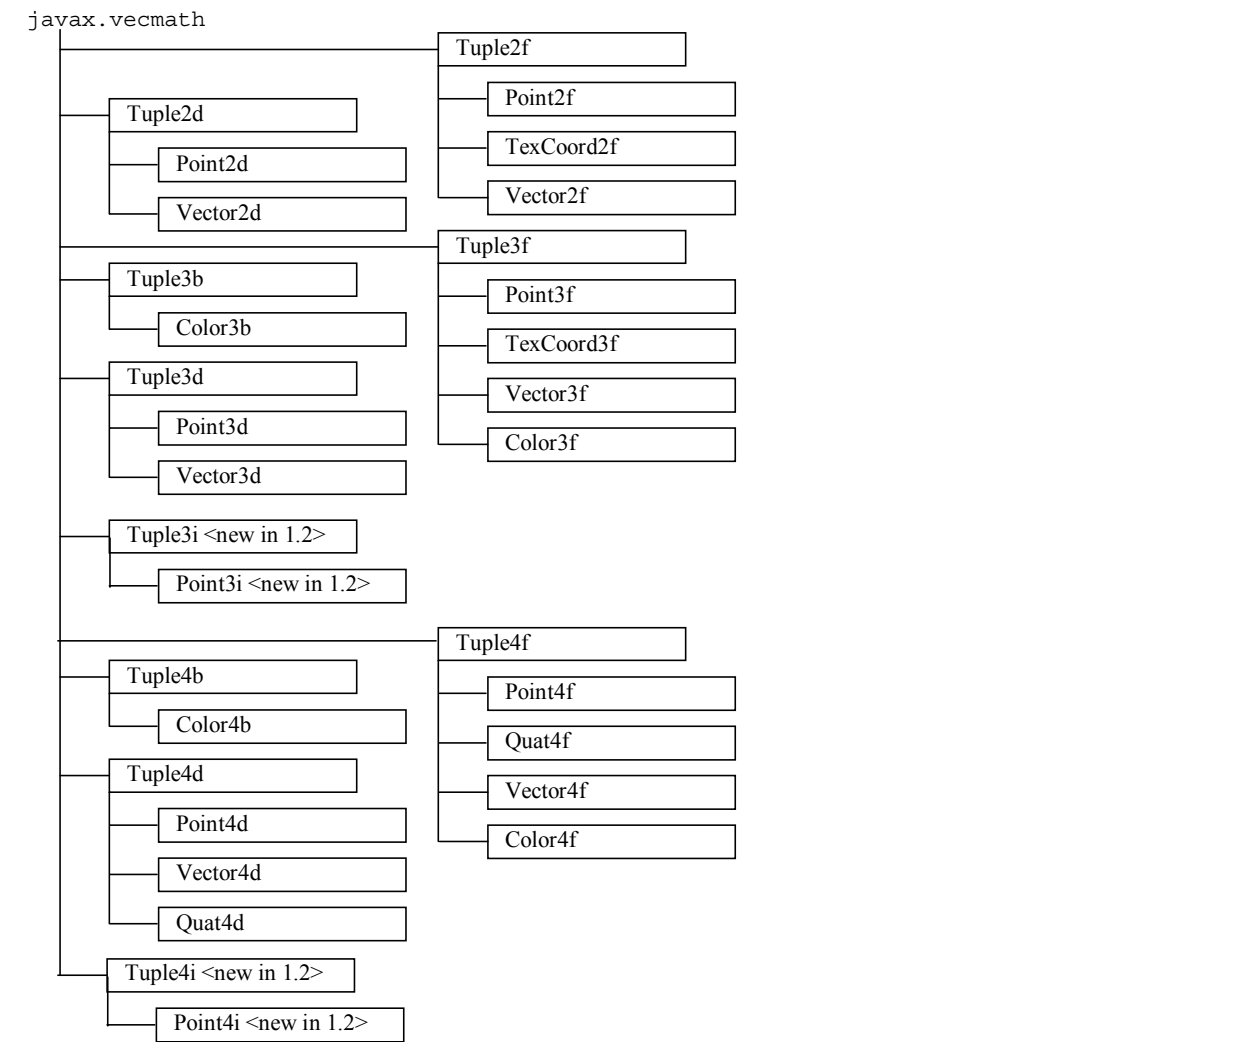 javax.vecmath
Tuple2f
Point2f
Tuple2d
TexCoord2f
Point2d
Vector2f
Vector2d
Tuple3f
Tuple3b
Point3f
Color3b
TexCoord3f
Tuple3d
Vector3f
Point3d
Color3f
Vector3d
Tuple3i <new in 1.2>
Point3i <new in 1.2>
Tuple4f
Tuple4b
Point4f
Color4b
Quat4f
Tuple4d
Vector4f
Point4d
Color4f
Vector4d
Quat4d
Tuple4i <new in 1.2>
Point4i <new in 1.2>